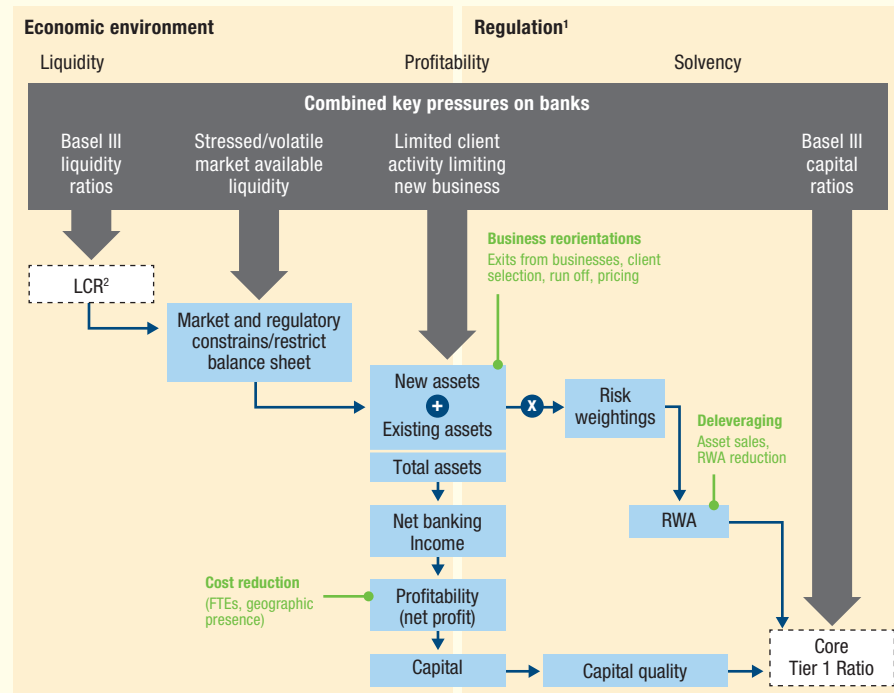 Economic environment
Regulation¹
Liquidity
Profitability
Solvency
Combined key pressures on banks
Basel III
liquidity
ratios
Stressed/volatile
market available
liquidity
Limited client
activity limiting
new business
Basel III
capital
ratios
Business reorientations
Exits from businesses, client
selection, run off, pricing
LCR²
Market and regulatory
constrains/restrict
balance sheet
New assets
+
Existing assets
X
Risk
weightings
Deleveraging
Asset sales,
RWA reduction
Total assets
Net banking
Income
RWA
Cost reduction
(FTEs, geographic
presence)
Profitability
(net profit)
Capital
Capital quality
Core
Tier 1 Ratio